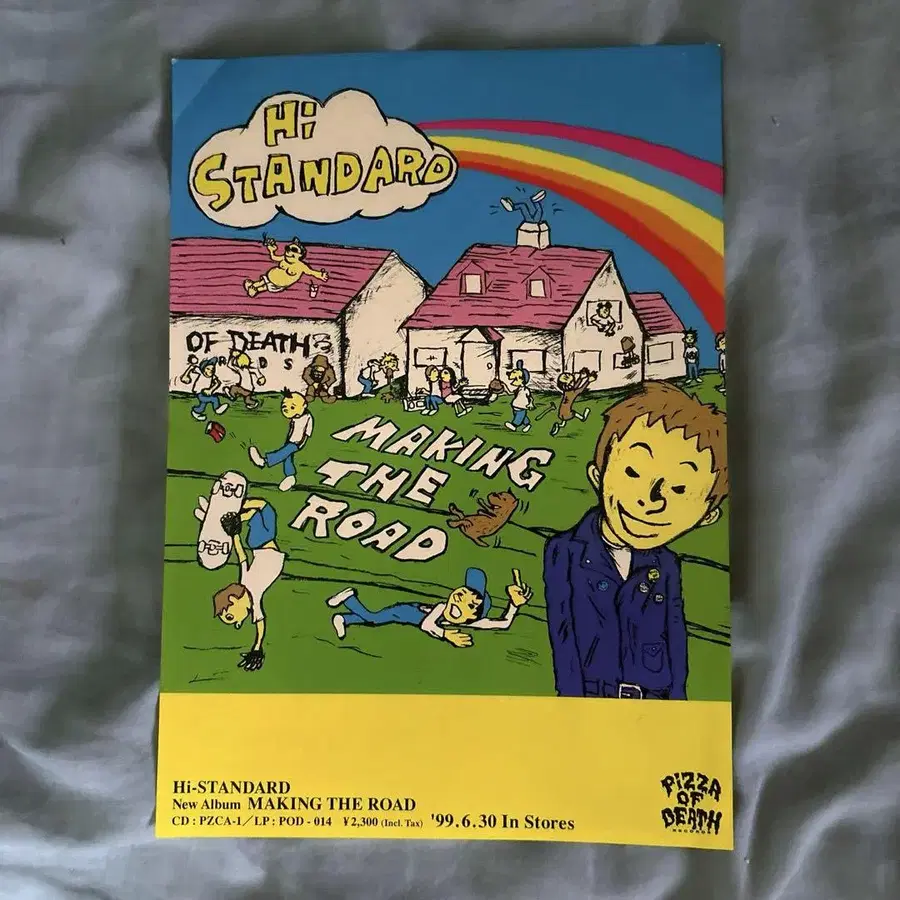 Hi
STANDARD
OF DEATH
R D S
MAKING
THE
ROAD
Hi-STANDARD
New Album MAKING THE ROAD
CD : PZCA-1／LP : POD - 014 ¥2,300 (Incl. Tax) '99.6.30 In Stores
PiZZA
OF
DEATH
RECORDS